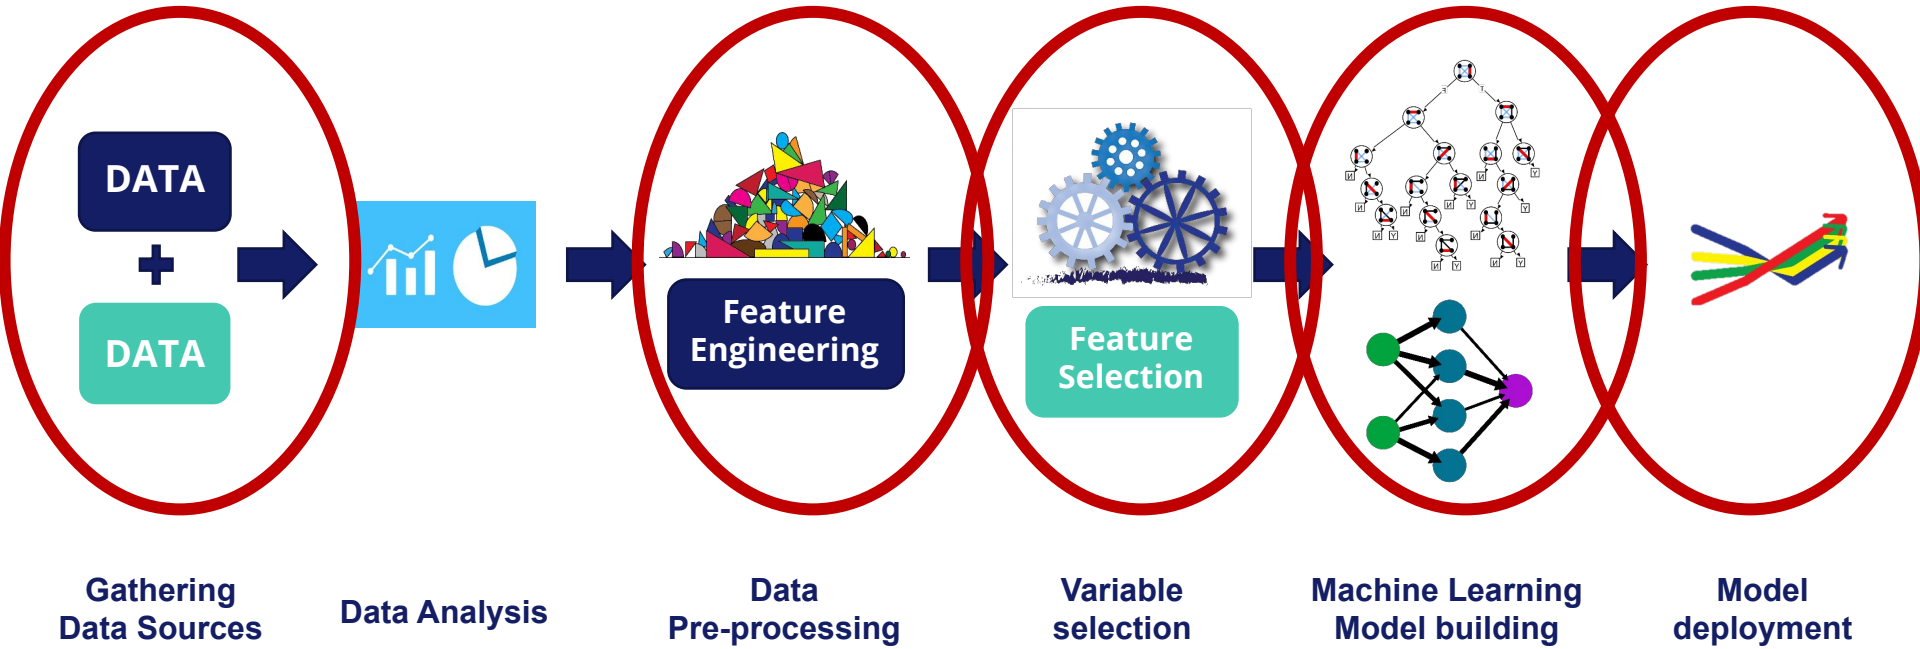 DATA
DATA
Feature
Engineering
Feature
Selection
F
T
N
Y
N
N
N
Y
Y
N
Y
N
Y
N
Y
Gathering
Data Sources
Data Analysis
Data
Pre-processing
Variable
selection
Machine Learning
Model building
Model
deployment